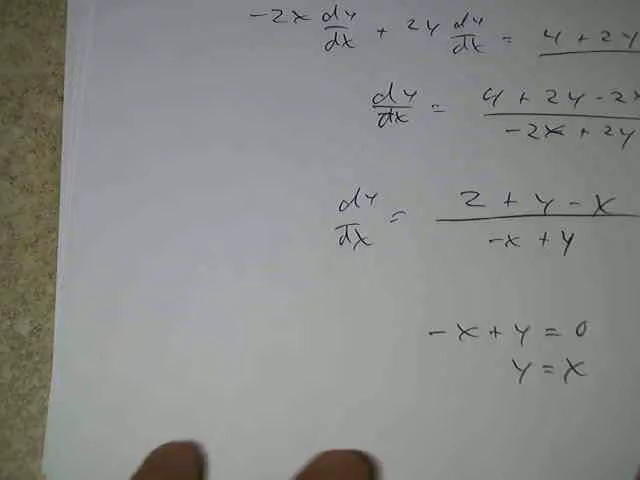 -2x dy/dx + 2y dy/dx = 4 + 2y
dy/dx = (4 + 2y - 2x)/(-2x + 2y)
dy/dx = (2 + y - x)/(-x + y)
-x + y = 0
y = x